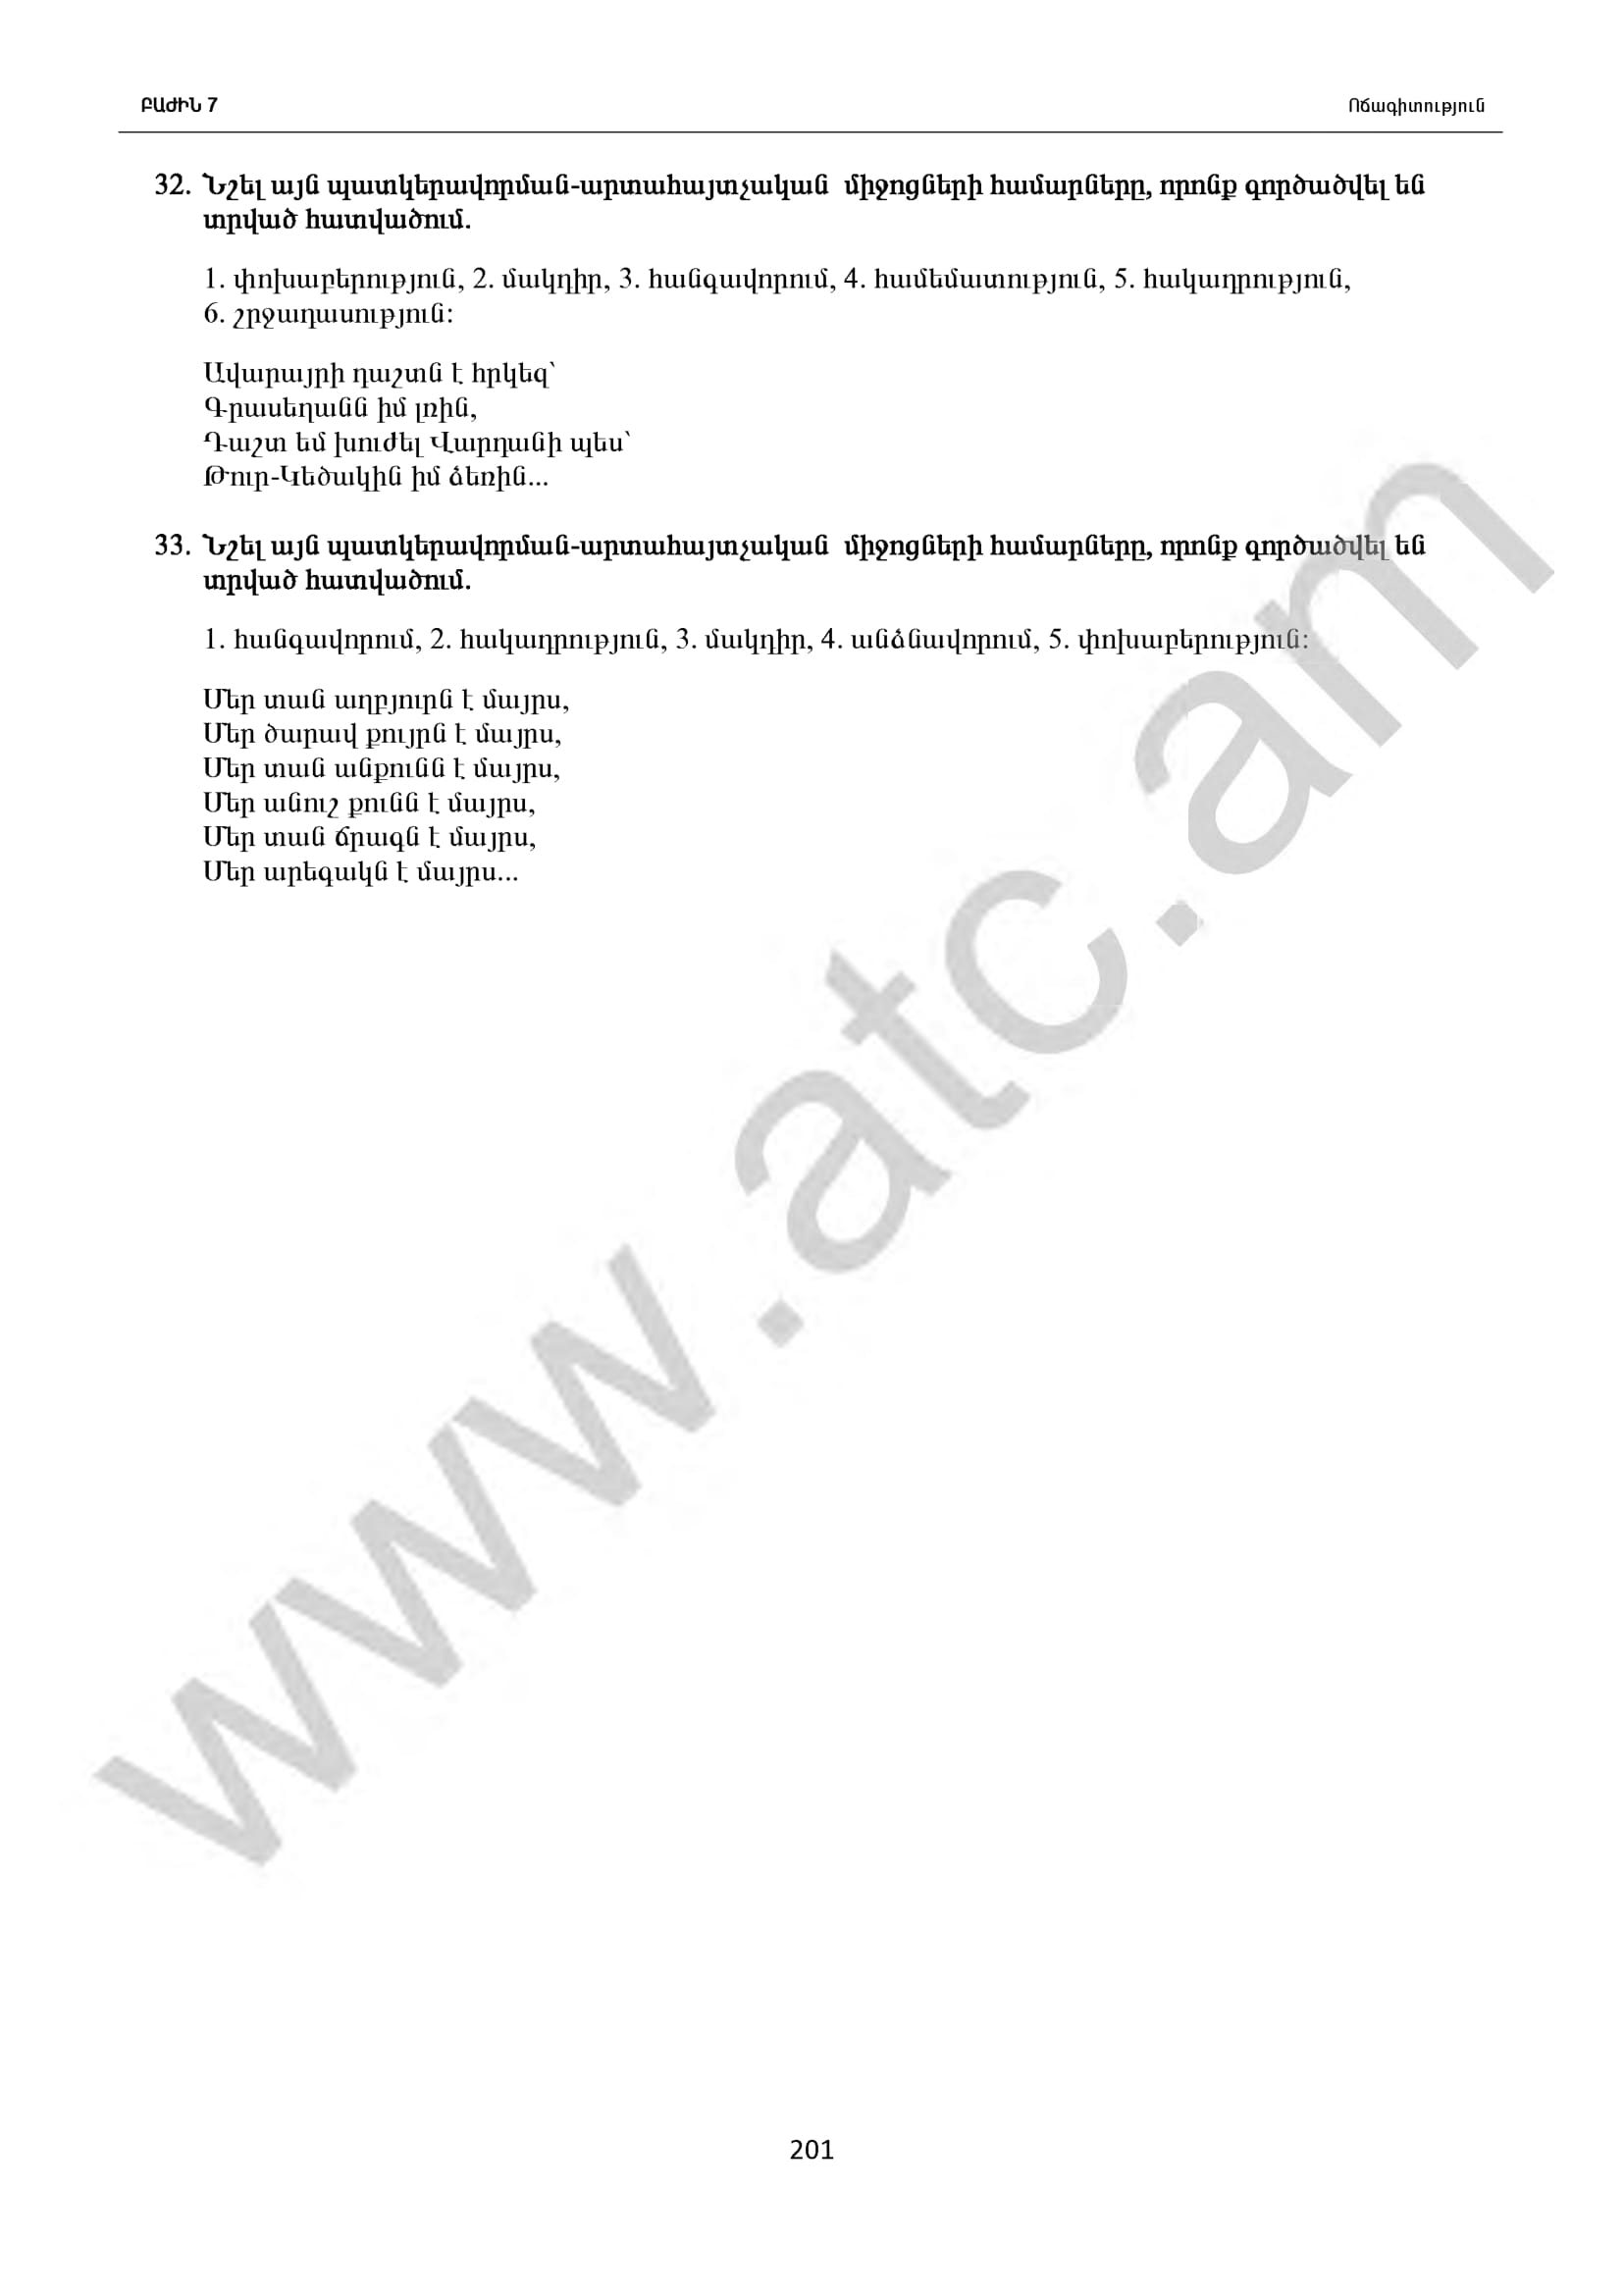 ԲԱԺԻՆ 7
Ոճագիտություն
32. Նշել այն պատկերավորման-արտահայտչական միջոցների համարները, որոնք գործածվել են
տրված հատվածում.
1. փոխաբերություն, 2. մակդիր, 3. հանգավորում, 4. համեմատություն, 5. հակադրություն,
6. շրջադասություն:
Ավարայրի դաշտն է հրկեզ՝
Գրասեղանն իմ լռին,
Դաշտ եմ խուժել Վարդանի պես՝
Թուր-Կեծակին իմ ձեռին...
33. Նշել այն պատկերավորման-արտահայտչական միջոցների համարները, որոնք գործածվել են
տրված հատվածում.
1. հանգավորում, 2. հակադրություն, 3. մակդիր, 4. անձնավորում, 5. փոխաբերություն:
Մեր տան աղբյուրն է մայրս,
Մեր ծարավ քույրն է մայրս,
Մեր տան անքունն է մայրս,
Մեր անուշ քունն է մայրս,
Մեր տան ճրագն է մայրս,
Մեր արեգակն է մայրս...
www.atc.am
201